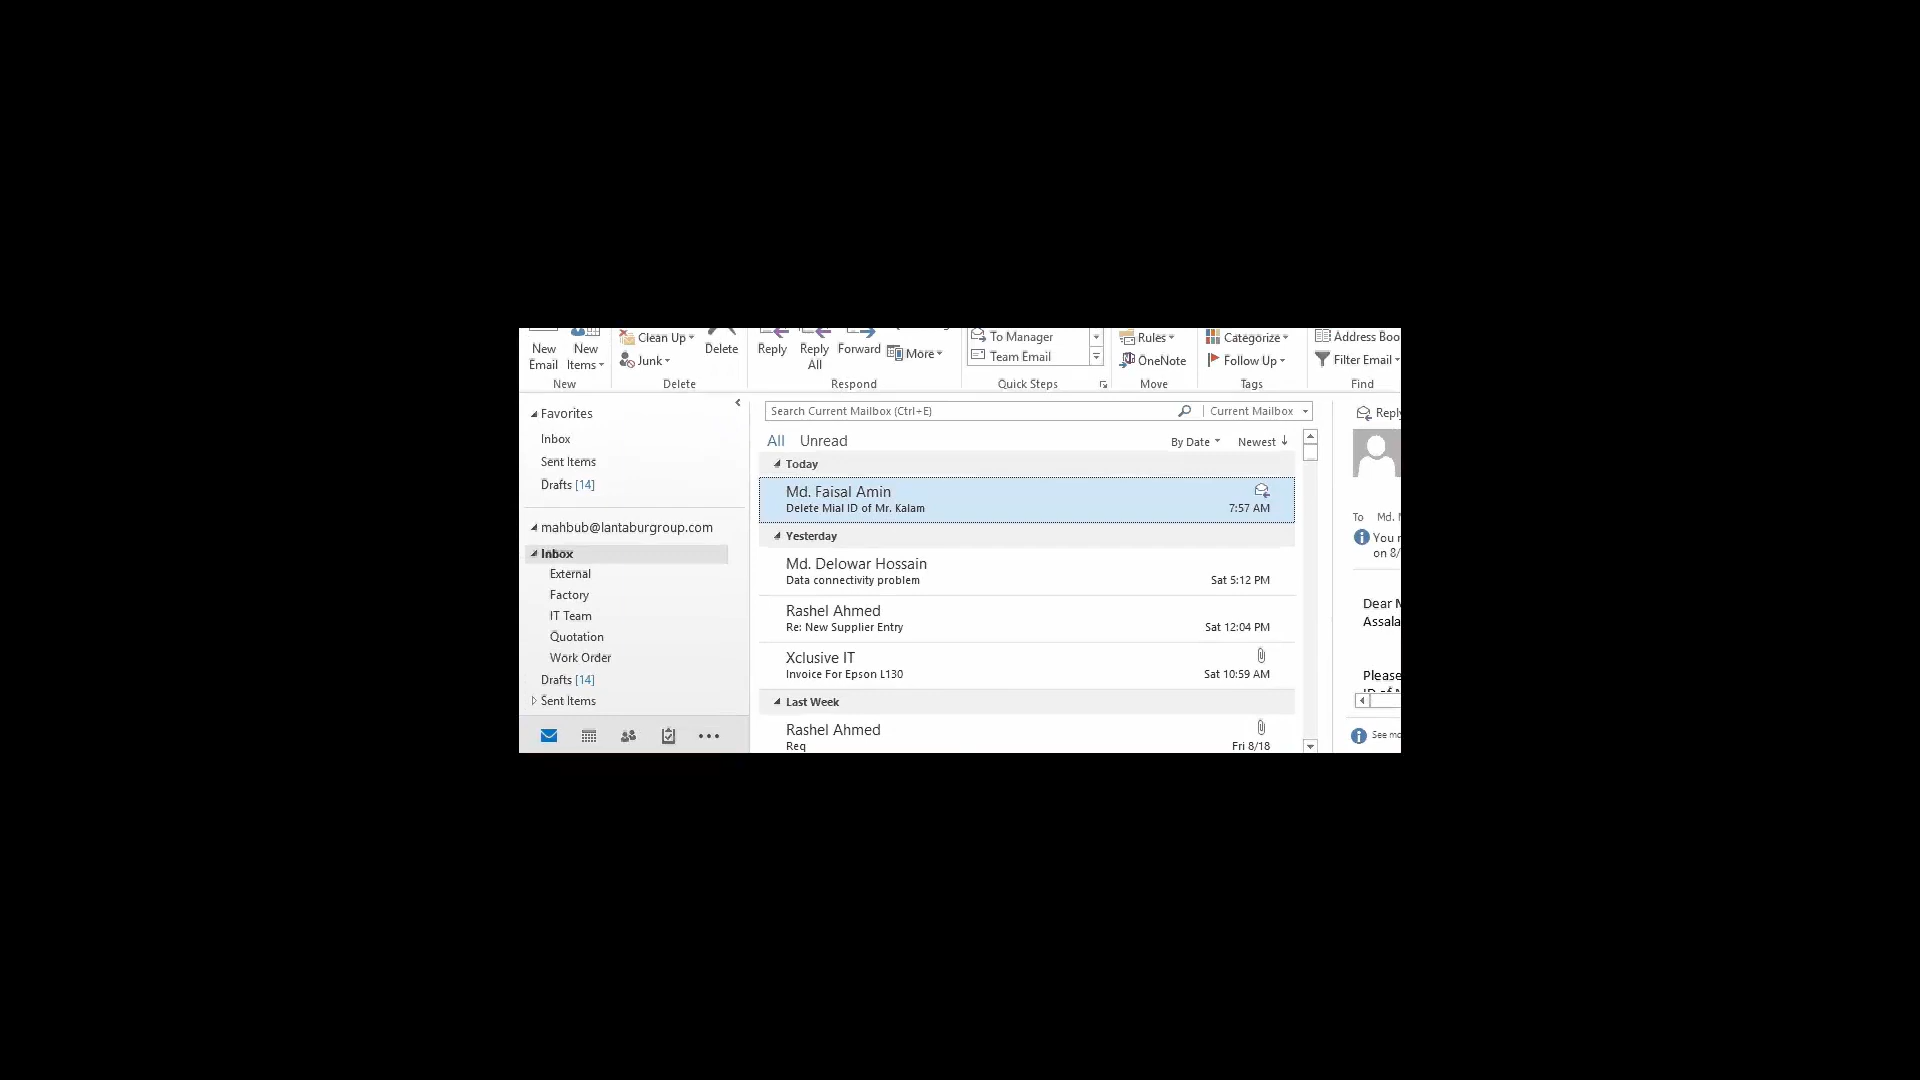 New Email
New Items
Clean Up
Junk
Delete
Reply
Reply All
Forward
More
To Manager
Team Email
Rules
OneNote
Categorize
Follow Up
Address Boo
Filter Email
New
Delete
Respond
Quick Steps
Move
Tags
Find
Favorites
Inbox
Sent Items
Drafts [14]
mahbub@lantaburgroup.com
Inbox
External
Factory
IT Team
Quotation
Work Order
Drafts [14]
Sent Items
Search Current Mailbox (Ctrl+E)
Current Mailbox
All Unread
By Date Newest
Today
Md. Faisal Amin
Delete Mial ID of Mr. Kalam 7:57 AM
Yesterday
Md. Delowar Hossain
Data connectivity problem Sat 5:12 PM
Rashel Ahmed
Re: New Supplier Entry Sat 12:04 PM
Xclusive IT
Invoice For Epson L130 Sat 10:59 AM
Last Week
Rashel Ahmed
Req Fri 8/18
Reply
To Md.
You
on 8/
Dear
Assala
Please
See